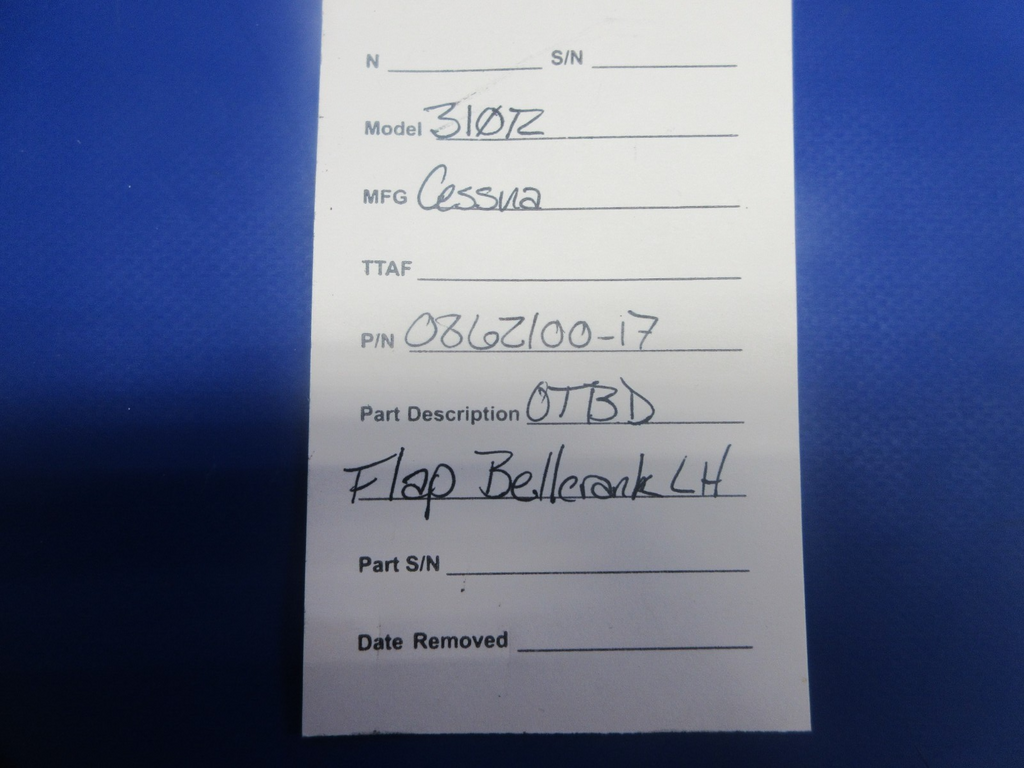 N S/N
Model 310R
MFG Cessna
TTAF
P/N 0862100-17
Part Description OTBD
Flap Bellcrank LH
Part S/N
Date Removed